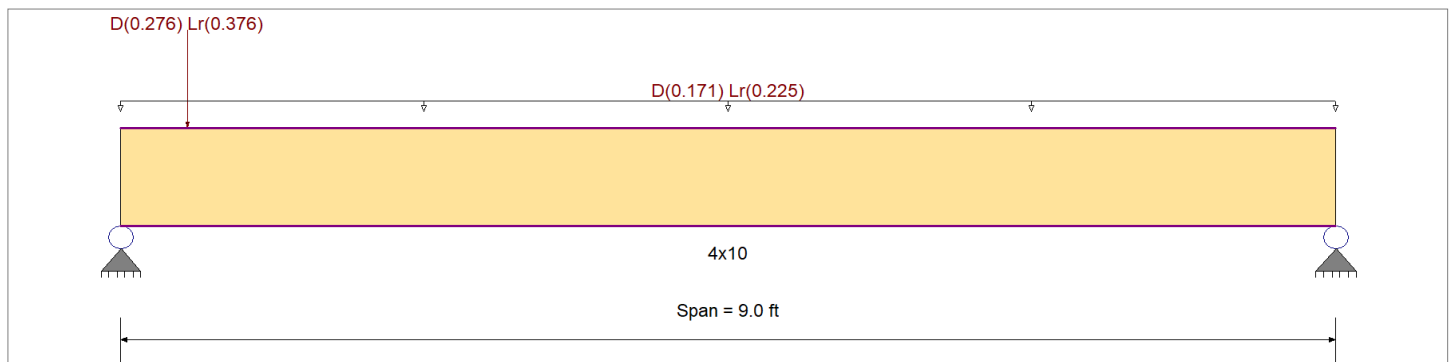 D(0.276) Lr(0.376)
D(0.171) Lr(0.225)
4x10
Span = 9.0 ft